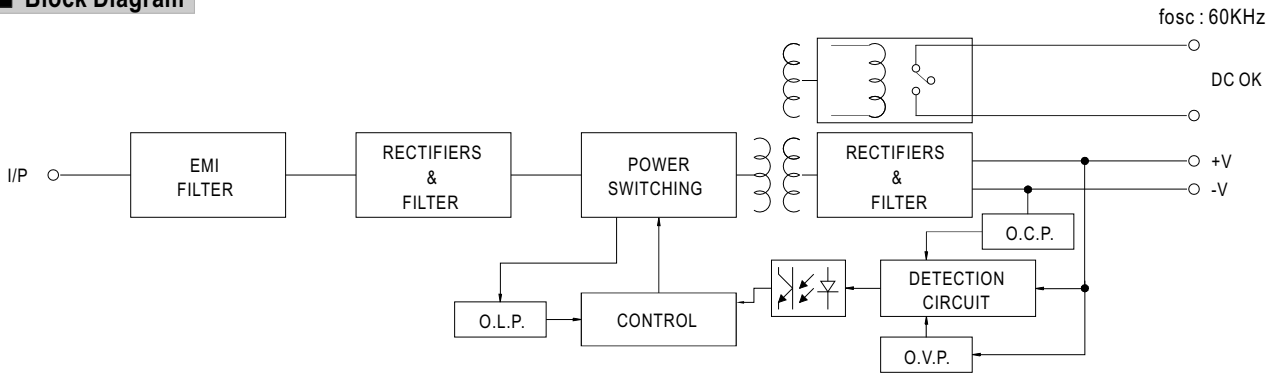 ■ Block Diagram
fosc : 60KHz
DC OK
I/P
EMI
FILTER
RECTIFIERS
&
FILTER
POWER
SWITCHING
RECTIFIERS
&
FILTER
+V
-V
O.C.P.
DETECTION
CIRCUIT
O.L.P.
CONTROL
O.V.P.